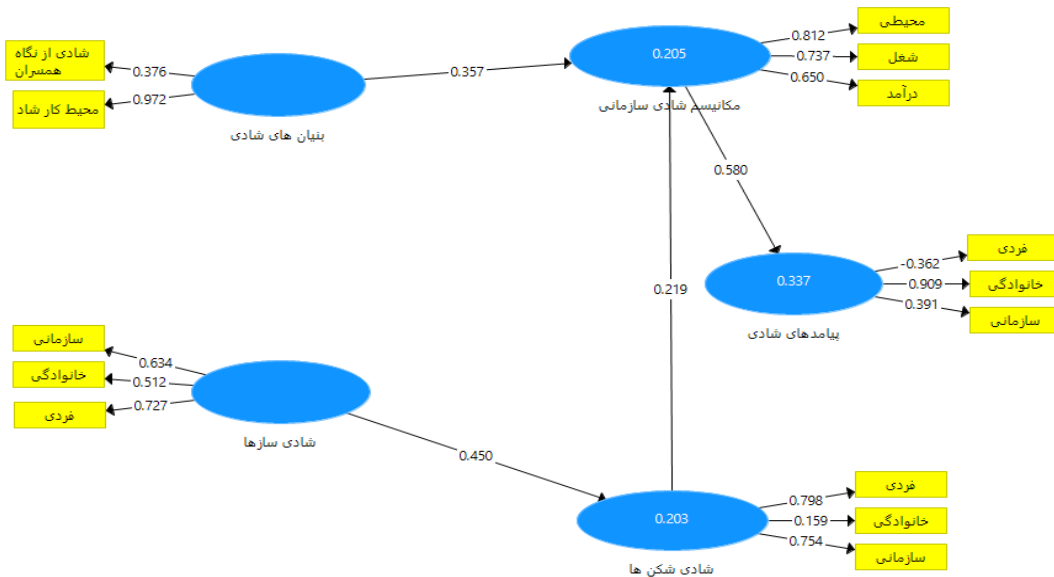 محیطی
0.812
شغل
0.737
درآمد
0.650
0.205
مکانیسم شادی سازمانی
شادی از نگاه
همسران
0.376
محیط کار شاد
0.972
بنیان های شادی
0.357
0.580
فردی
-0.362
خانوادگی
0.909
سازمانی
0.391
0.337
پیامدهای شادی
0.219
سازمانی
0.634
خانوادگی
0.512
فردی
0.727
شادی سازها
0.450
فردی
0.798
خانوادگی
0.159
سازمانی
0.754
0.203
شادی شکن ها